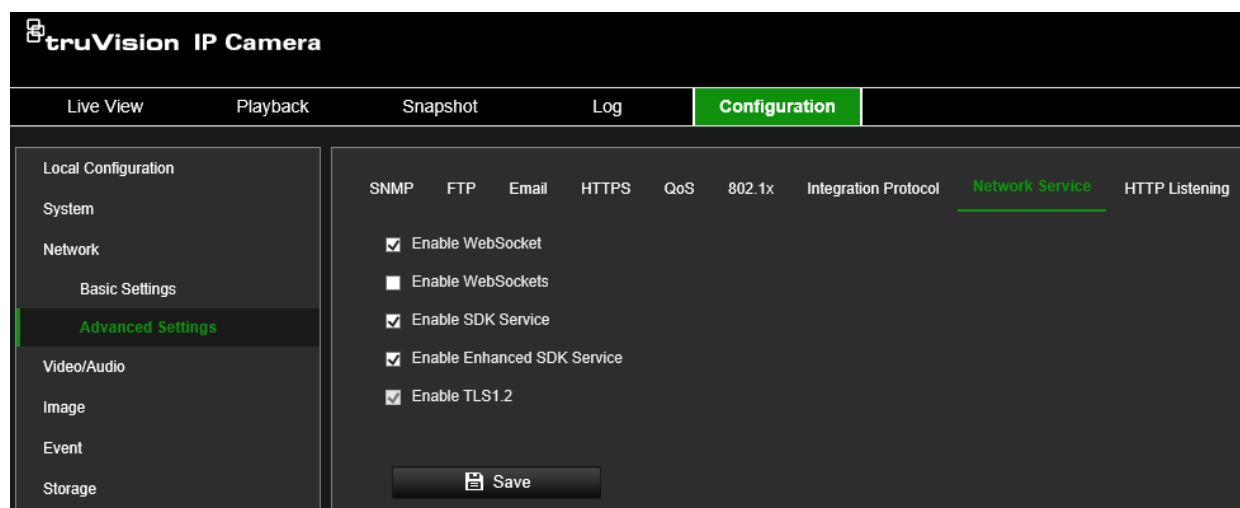 truVision IP Camera
Live View Playback Snapshot Log Configuration
Local Configuration
System
Network
Basic Settings
Advanced Settings
Video/Audio
Image
Event
Storage
SNMP FTP Email HTTPS QoS 802.1x Integration Protocol Network Service HTTP Listening
Enable WebSocket
Enable WebSockets
Enable SDK Service
Enable Enhanced SDK Service
Enable TLS1.2
Save